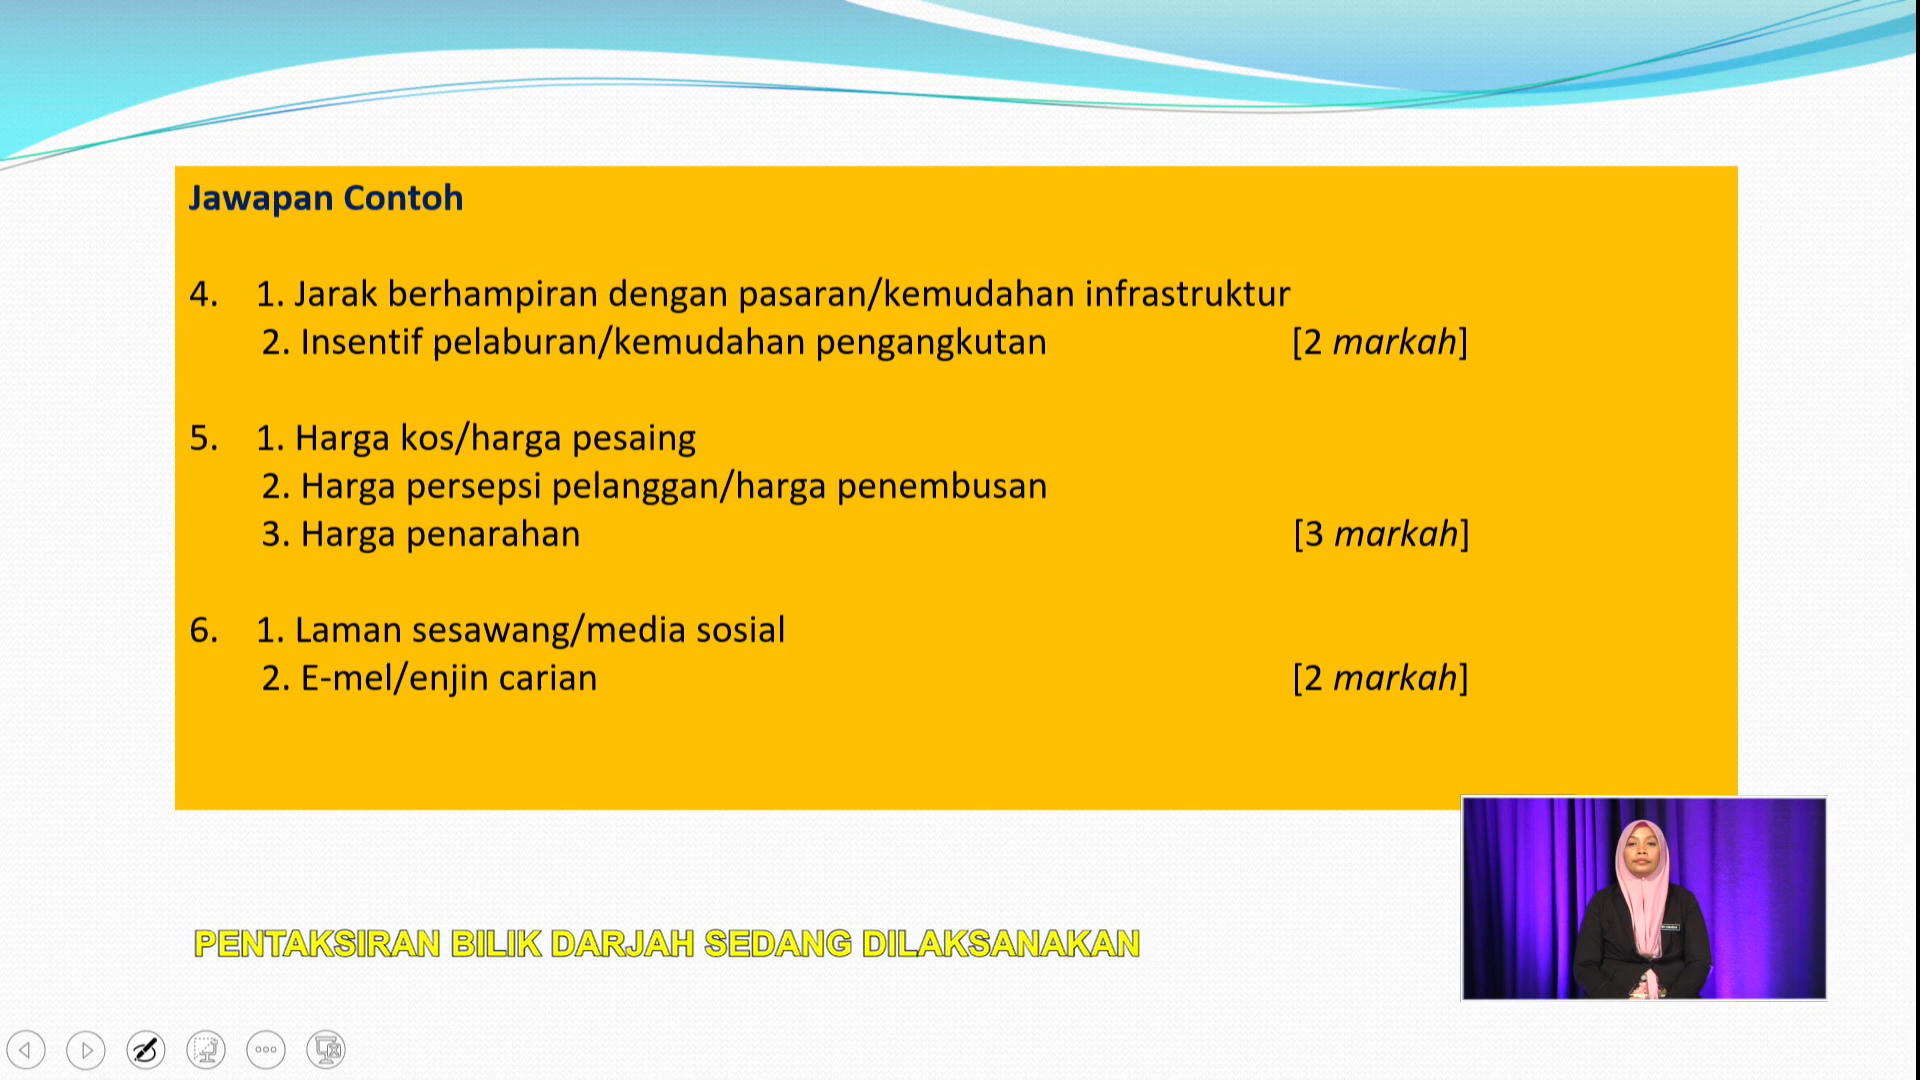 Jawapan Contoh
4. 1. Jarak berhampiran dengan pasaran/kemudahan infrastruktur
2. Insentif pelaburan/kemudahan pengangkutan [2 markah]
5. 1. Harga kos/harga pesaing
2. Harga persepsi pelanggan/harga penembusan
3. Harga penarahan [3 markah]
6. 1. Laman sesawang/media sosial
2. E-mel/enjin carian [2 markah]
PENTAKSIRAN BILIK DARJAH SEDANG DILAKSANAKAN